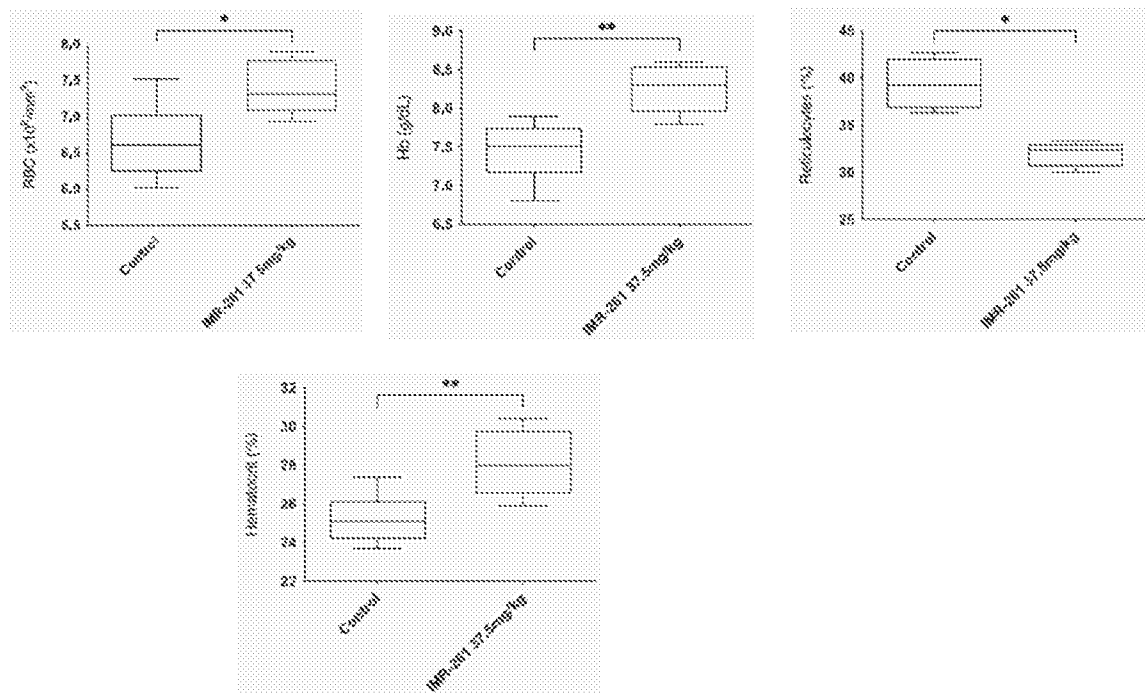 *
RBC (x10⁶/mm³)
8.0
7.5
7.0
6.5
6.0
5.5
Control
IMR-261 37.5mg/kg
**
Hb (g/dL)
9.0
8.5
8.0
7.5
7.0
6.5
Control
IMR-261 37.5mg/kg
*
Reticulocytes (%)
45
40
35
30
25
Control
IMR-261 37.5mg/kg
**
Hematocrit (%)
32
30
28
26
24
22
Control
IMR-261 37.5mg/kg